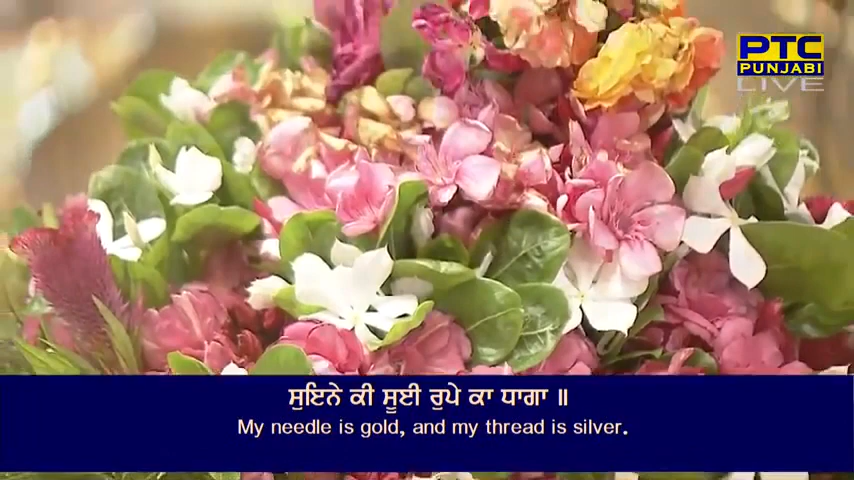 PTC
PUNJABI
LIVE
ਸੁਇਨੇ ਕੀ ਸੂਈ ਰੁਪੇ ਕਾ ਧਾਗਾ ॥
My needle is gold, and my thread is silver.